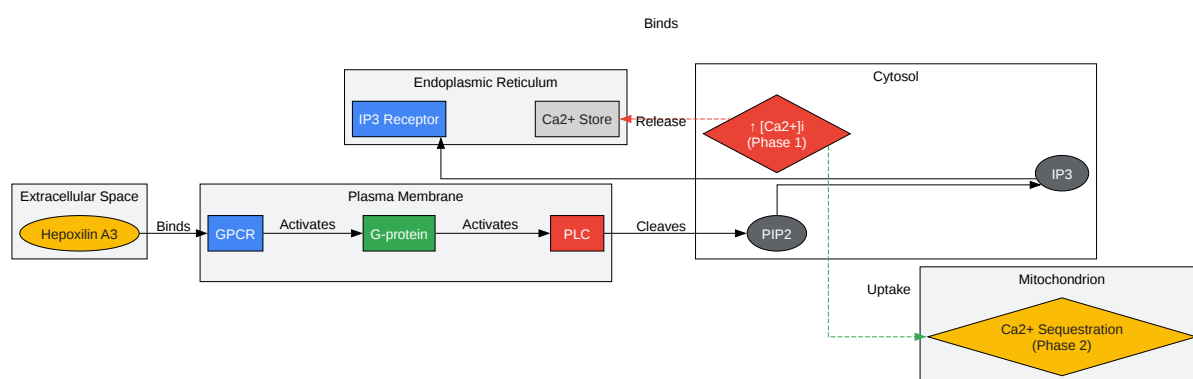 Binds
Endoplasmic Reticulum
IP3 Receptor
Ca2+ Store
Release
Cytosol
↑ [Ca2+]i
(Phase 1)
IP3
Extracellular Space
Hepoxilin A3
Binds
Plasma Membrane
GPCR
Activates
G-protein
Activates
PLC
Cleaves
PIP2
Uptake
Mitochondrion
Ca2+ Sequestration
(Phase 2)